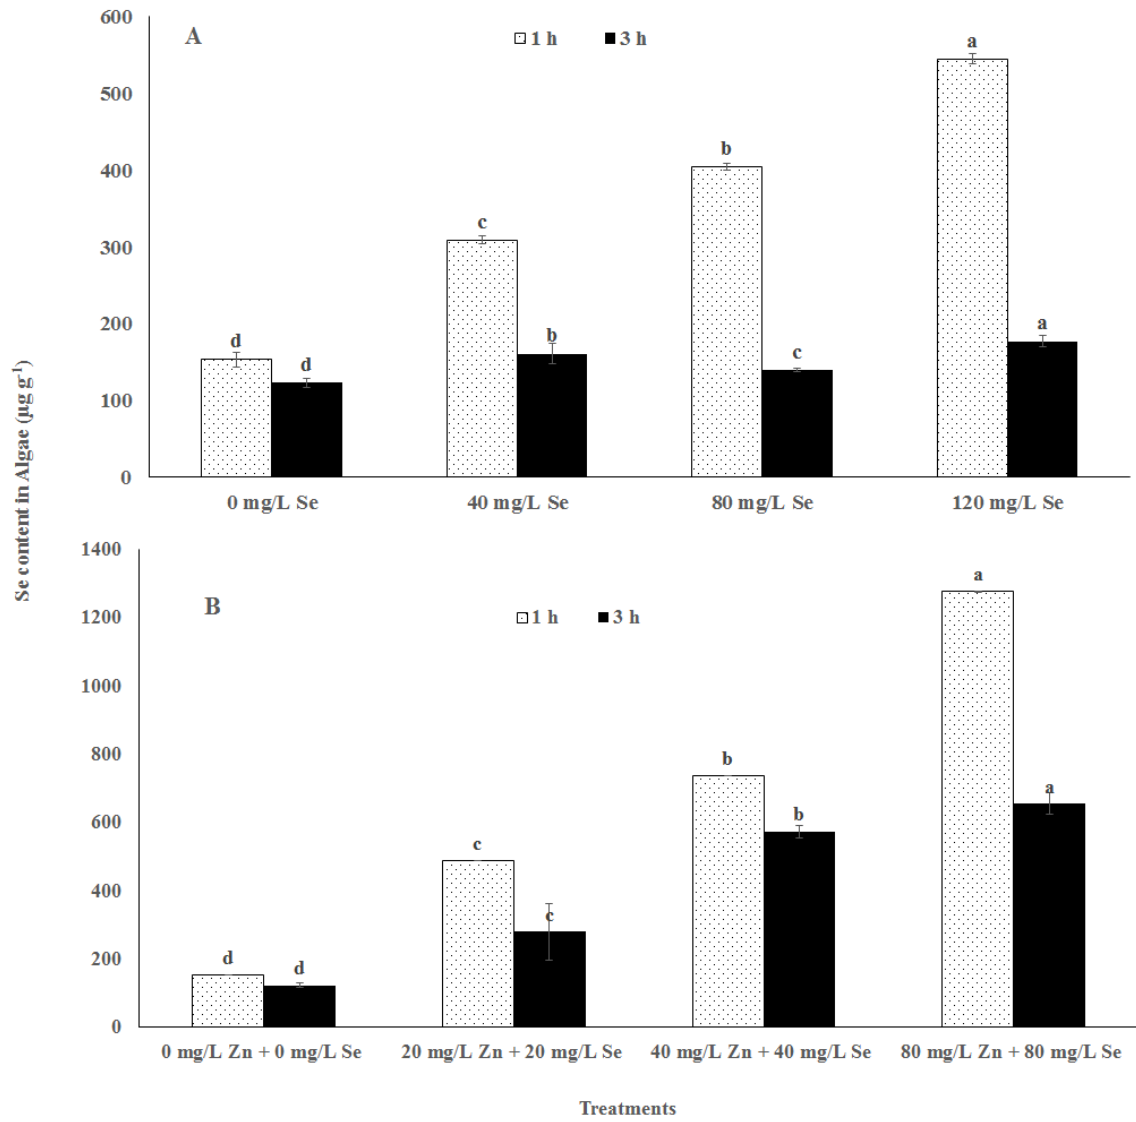 600
A
1 h
3 h
a
500
400
b
300
c
200
d
d
b
c
a
100
0
0 mg/L Se
40 mg/L Se
80 mg/L Se
120 mg/L Se
Se content in Algae (µg g-1)
1400
B
1 h
3 h
a
1200
1000
800
b
600
c
b
a
400
c
200
d
d
0
0 mg/L Zn + 0 mg/L Se
20 mg/L Zn + 20 mg/L Se
40 mg/L Zn + 40 mg/L Se
80 mg/L Zn + 80 mg/L Se
Treatments